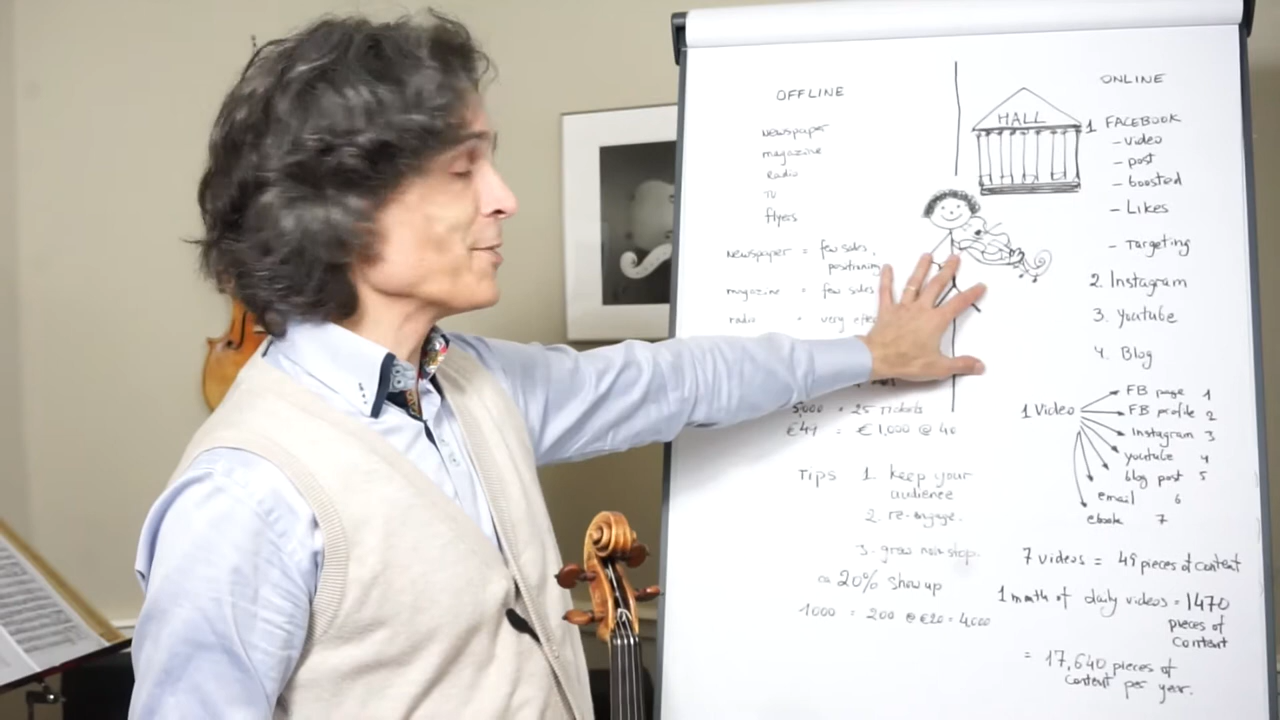 OFFLINE
Newspaper
magazine
Radio
TV
flyers
Newspaper = few subs,
positioning
magazine = few subs
radio = very effe
5,000 = 25 Tickets
€49 = €1,000 @ 40
TIPS 1. keep your
audience
2. re-engage.
3. grow non stop.
ca 20% show up
1000 = 200 @ €20 = 4,000
HALL
ONLINE
1 FACEBOOK
- video
- post
- boosted
- Likes
- Targeting
2. Instagram
3. Youtube
4. Blog
1 Video
FB page 1
FB profile 2
Instagram 3
youtube 4
blog post 5
email 6
ebook 7
7 videos = 49 pieces of content
1 month of daily videos = 1470
pieces of
content
= 17,640 pieces of
content per year.